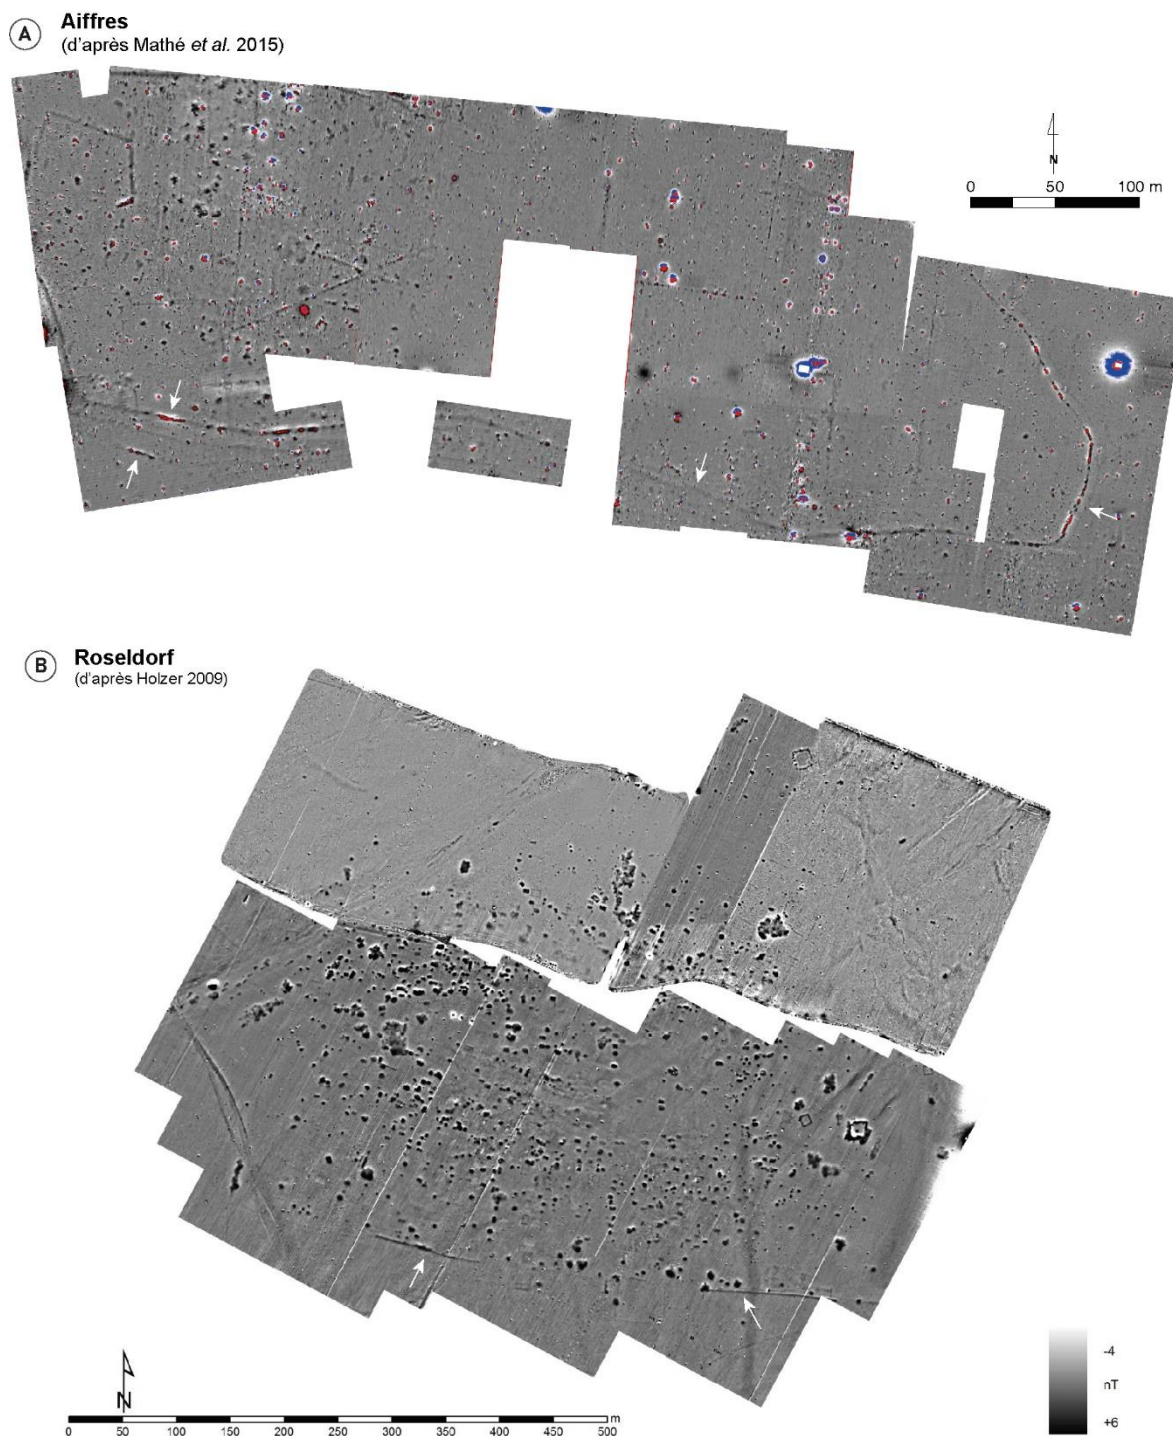 A
Aiffres
(d'après Mathé et al. 2015)
N
0 50 100 m
B
Roseldorf
(d'après Holzer 2009)
-4
nT
+6
N
0 50 100 150 200 250 300 350 400 450 500 m